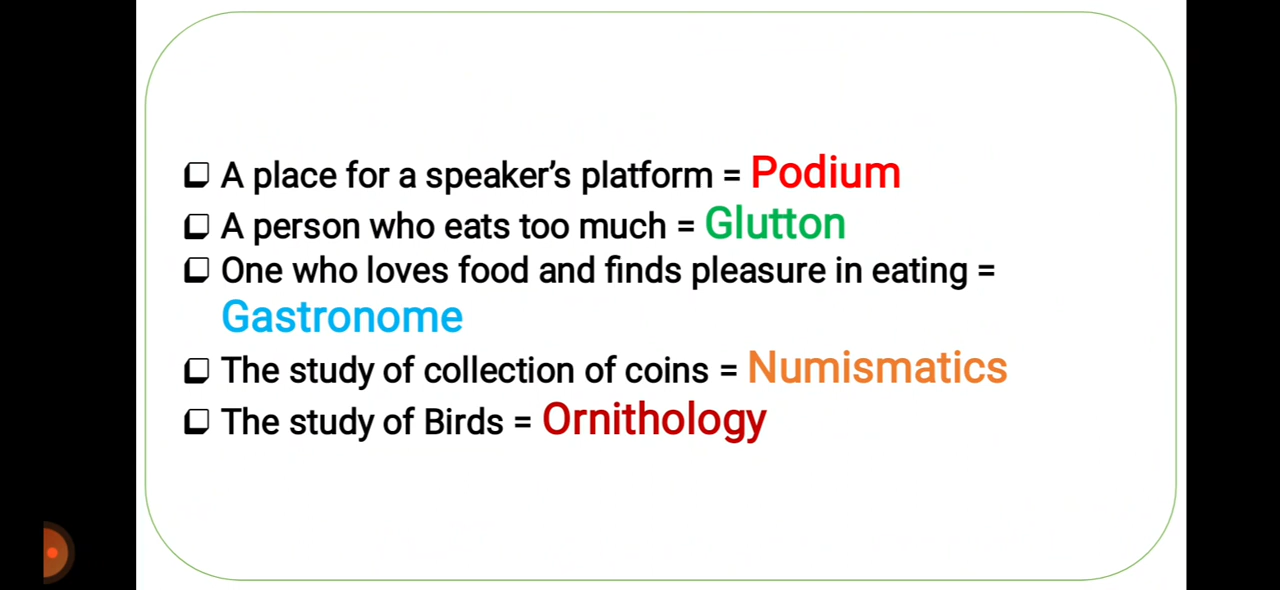 A place for a speaker's platform = Podium
A person who eats too much = Glutton
One who loves food and finds pleasure in eating =
Gastronome
The study of collection of coins = Numismatics
The study of Birds = Ornithology